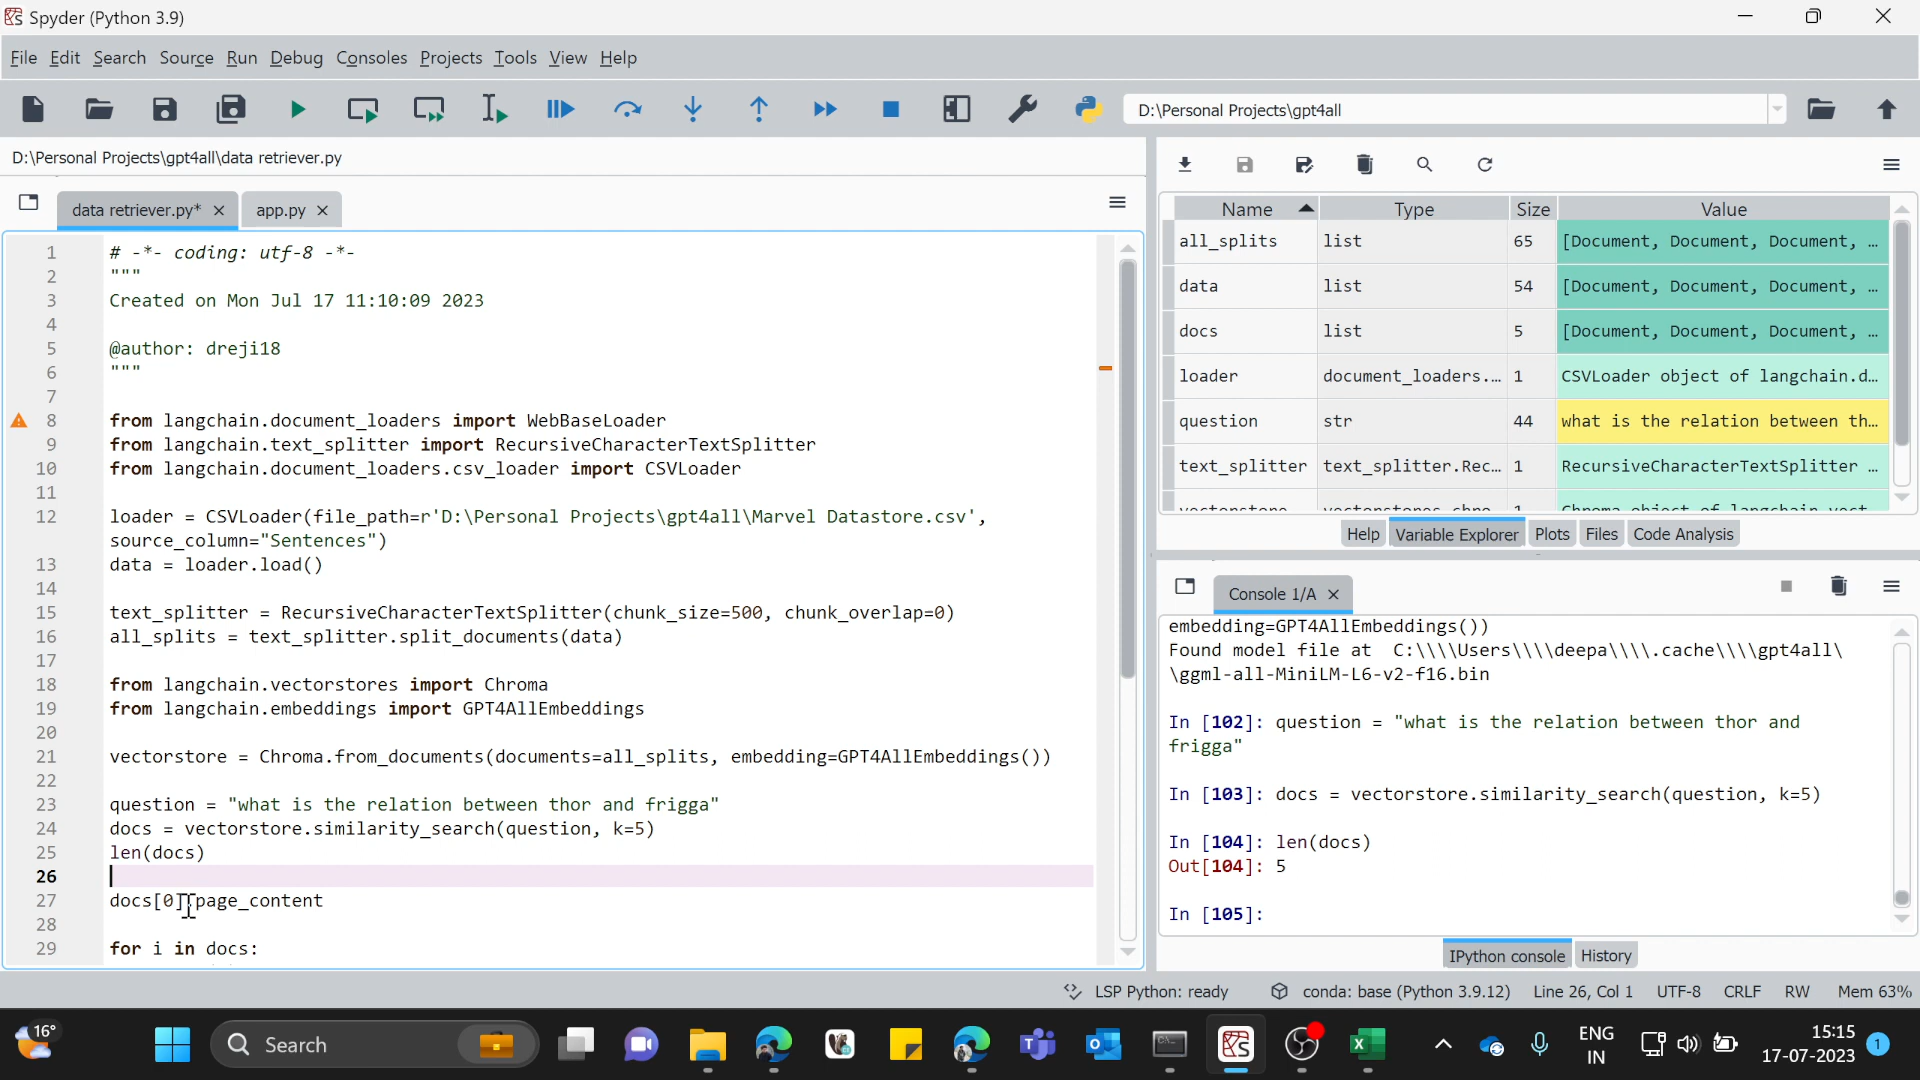 Spyder (Python 3.9)
File Edit Search Source Run Debug Consoles Projects Tools View Help
D:\Personal Projects\gpt4all
D:\Personal Projects\gpt4all\data retriever.py
data retriever.py*
app.py
1 # -*- coding: utf-8 -*-
2 """
3 Created on Mon Jul 17 11:10:09 2023
4
5 @author: dreji18
6 """
7
8 from langchain.document_loaders import WebBaseLoader
9 from langchain.text_splitter import RecursiveCharacterTextSplitter
10 from langchain.document_loaders.csv_loader import CSVLoader
11
12 loader = CSVLoader(file_path=r'D:\Personal Projects\gpt4all\Marvel Datastore.csv',
source_column="Sentences")
13 data = loader.load()
14
15 text_splitter = RecursiveCharacterTextSplitter(chunk_size=500, chunk_overlap=0)
16 all_splits = text_splitter.split_documents(data)
17
18 from langchain.vectorstores import Chroma
19 from langchain.embeddings import GPT4AllEmbeddings
20
21 vectorstore = Chroma.from_documents(documents=all_splits, embedding=GPT4AllEmbeddings())
22
23 question = "what is the relation between thor and frigga"
24 docs = vectorstore.similarity_search(question, k=5)
25 len(docs)
26
27 docs[0].page_content
28
29 for i in docs:
Name Type Size Value
all_splits list 65 [Document, Document, Document, …
data list 54 [Document, Document, Document, …
docs list 5 [Document, Document, Document, …
loader document_loaders.… 1 CSVLoader object of langchain.d…
question str 44 what is the relation between th…
text_splitter text_splitter.Rec… 1 RecursiveCharacterTextSplitter …
Help Variable Explorer Plots Files Code Analysis
Console 1/A
embedding=GPT4AllEmbeddings())
Found model file at C:\\\\Users\\\\deepa\\\\.cache\\\\gpt4all\
\ggml-all-MiniLM-L6-v2-f16.bin
In [102]: question = "what is the relation between thor and
frigga"
In [103]: docs = vectorstore.similarity_search(question, k=5)
In [104]: len(docs)
Out[104]: 5
In [105]:
IPython console History
LSP Python: ready conda: base (Python 3.9.12) Line 26, Col 1 UTF-8 CRLF RW Mem 63%
16°
Search
ENG
IN
15:15
17-07-2023
1